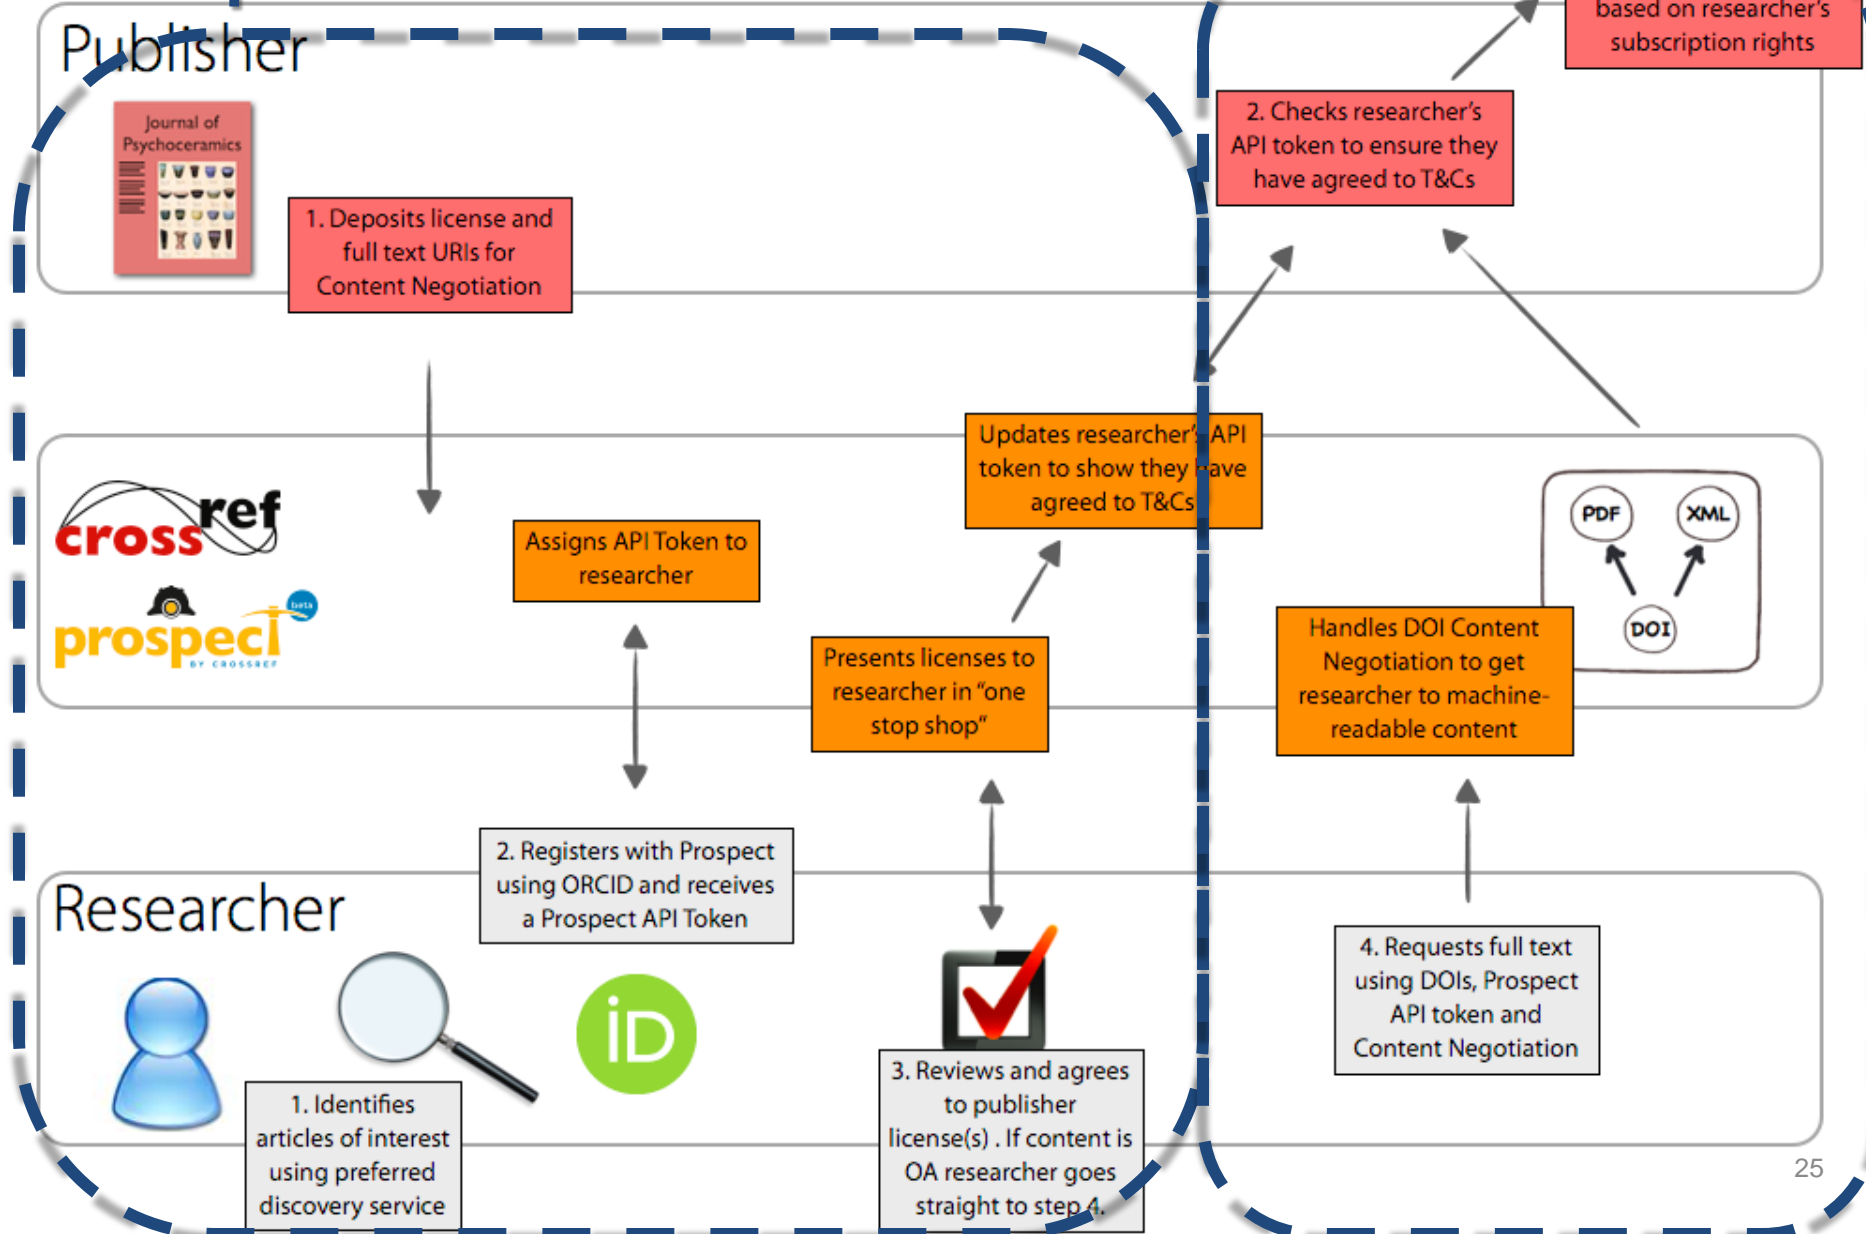 based on researcher's
subscription rights
Publisher
Journal of
Psychoceramics
2. Checks researcher's
API token to ensure they
have agreed to T&Cs
1. Deposits license and
full text URIs for
Content Negotiation
Updates researcher's API
token to show they have
agreed to T&Cs
crossref
prospect
beta
BY CROSSREF
Assigns API Token to
researcher
Presents licenses to
researcher in "one
stop shop"
PDF
XML
DOI
Handles DOI Content
Negotiation to get
researcher to machine-
readable content
Researcher
2. Registers with Prospect
using ORCID and receives
a Prospect API Token
iD
1. Identifies
articles of interest
using preferred
discovery service
3. Reviews and agrees
to publisher
license(s) . If content is
OA researcher goes
straight to step 4.
4. Requests full text
using DOIs, Prospect
API token and
Content Negotiation
25